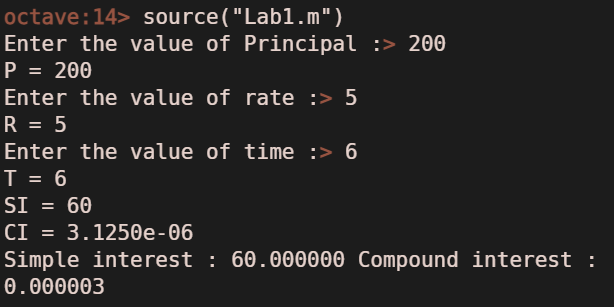 octave:14> source("Lab1.m")
Enter the value of Principal :> 200
P = 200
Enter the value of rate :> 5
R = 5
Enter the value of time :> 6
T = 6
SI = 60
CI = 3.1250e-06
Simple interest : 60.000000 Compound interest :
0.000003